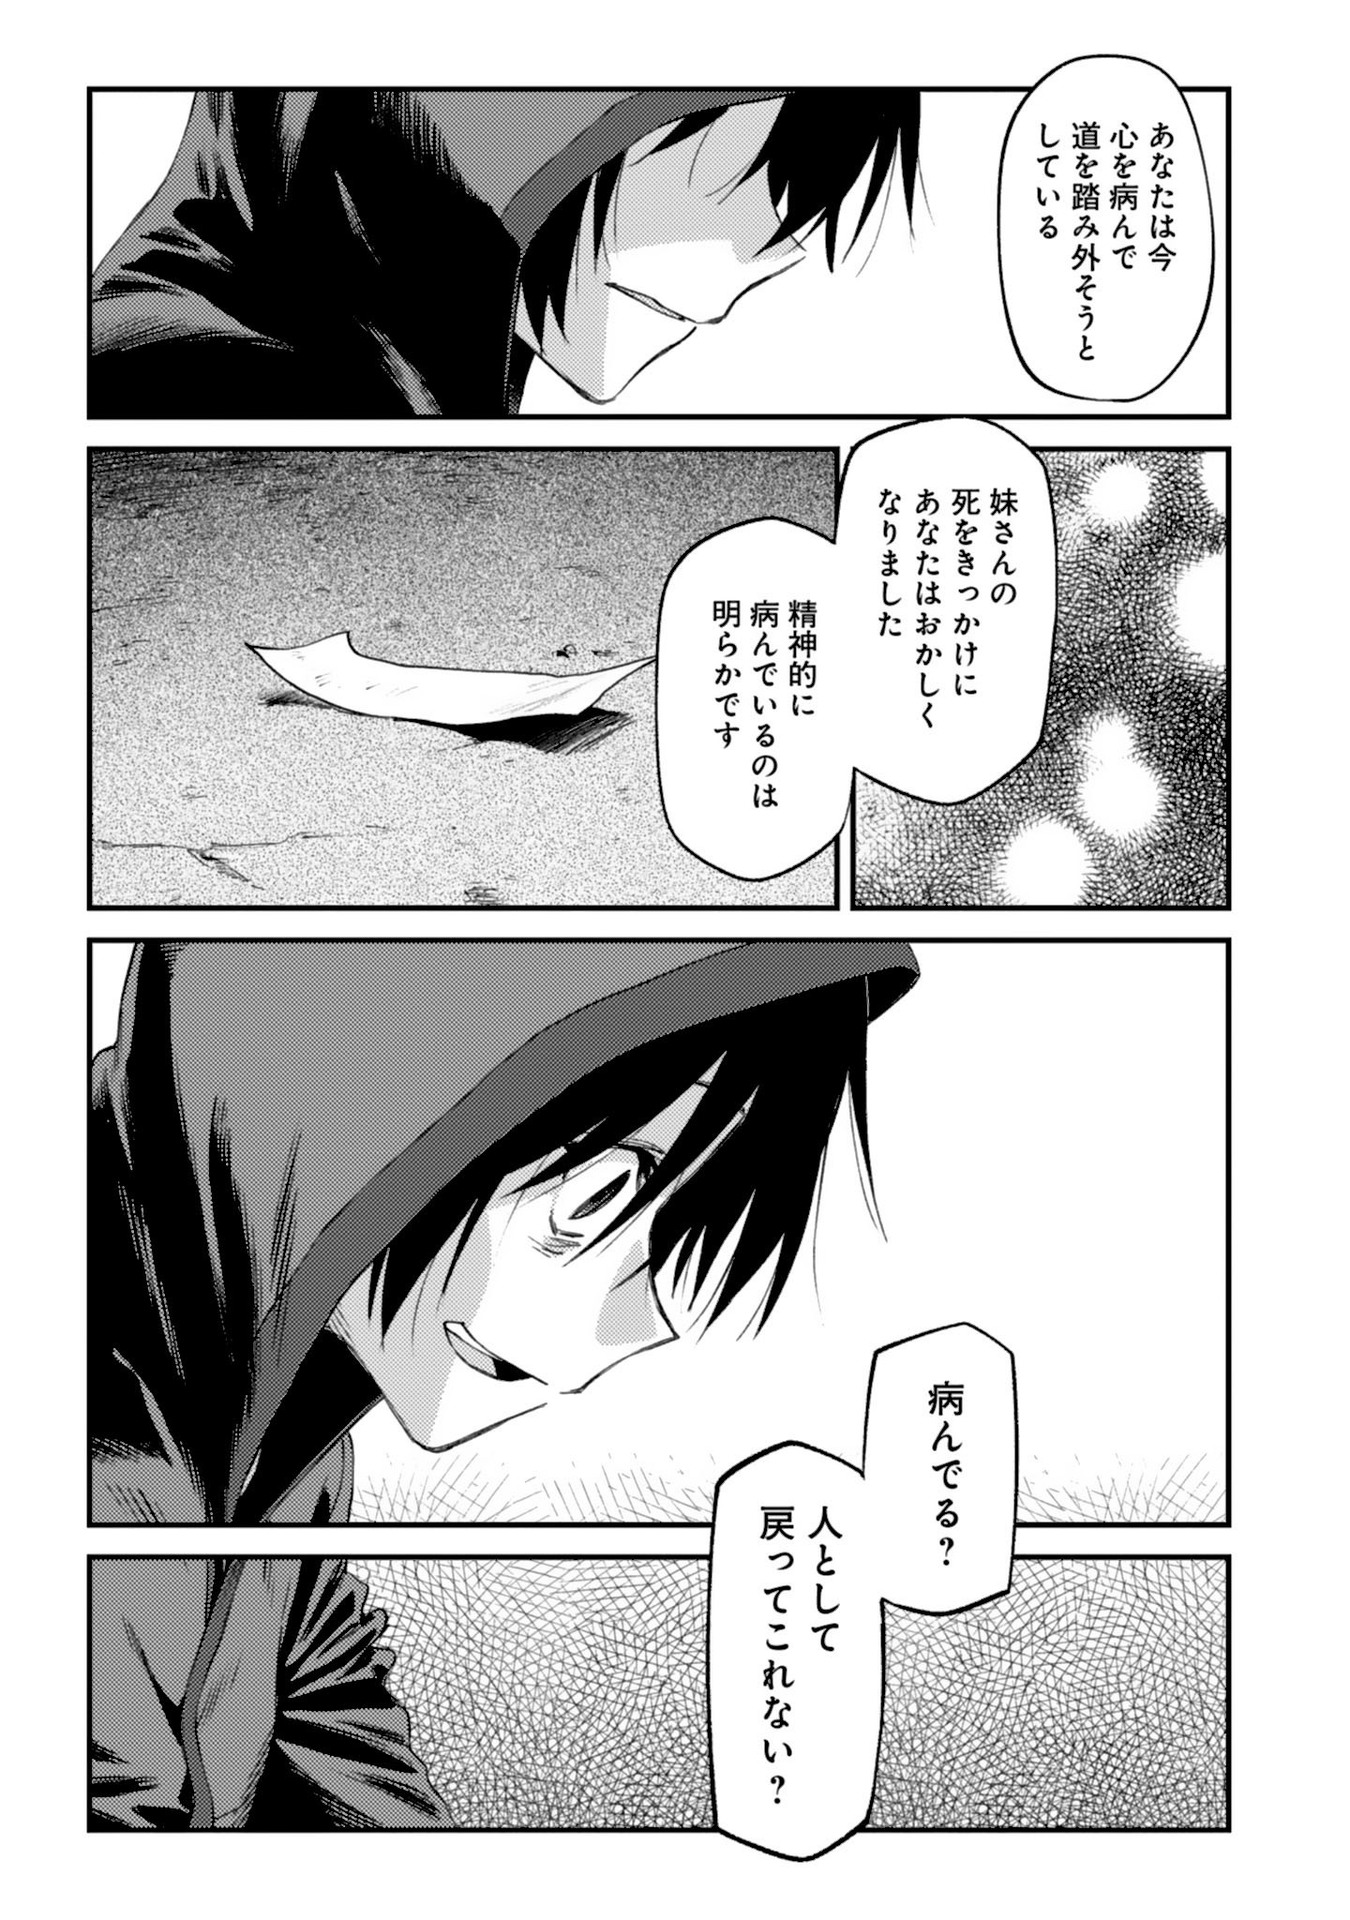 あなたは今
心を病んで
道を踏み外そうと
している
妹さんの
死をきっかけに
あなたはおかしく
なりました
精神的に
病んでいるのは
明らかです
病んでる?
人として
戻ってこれない?